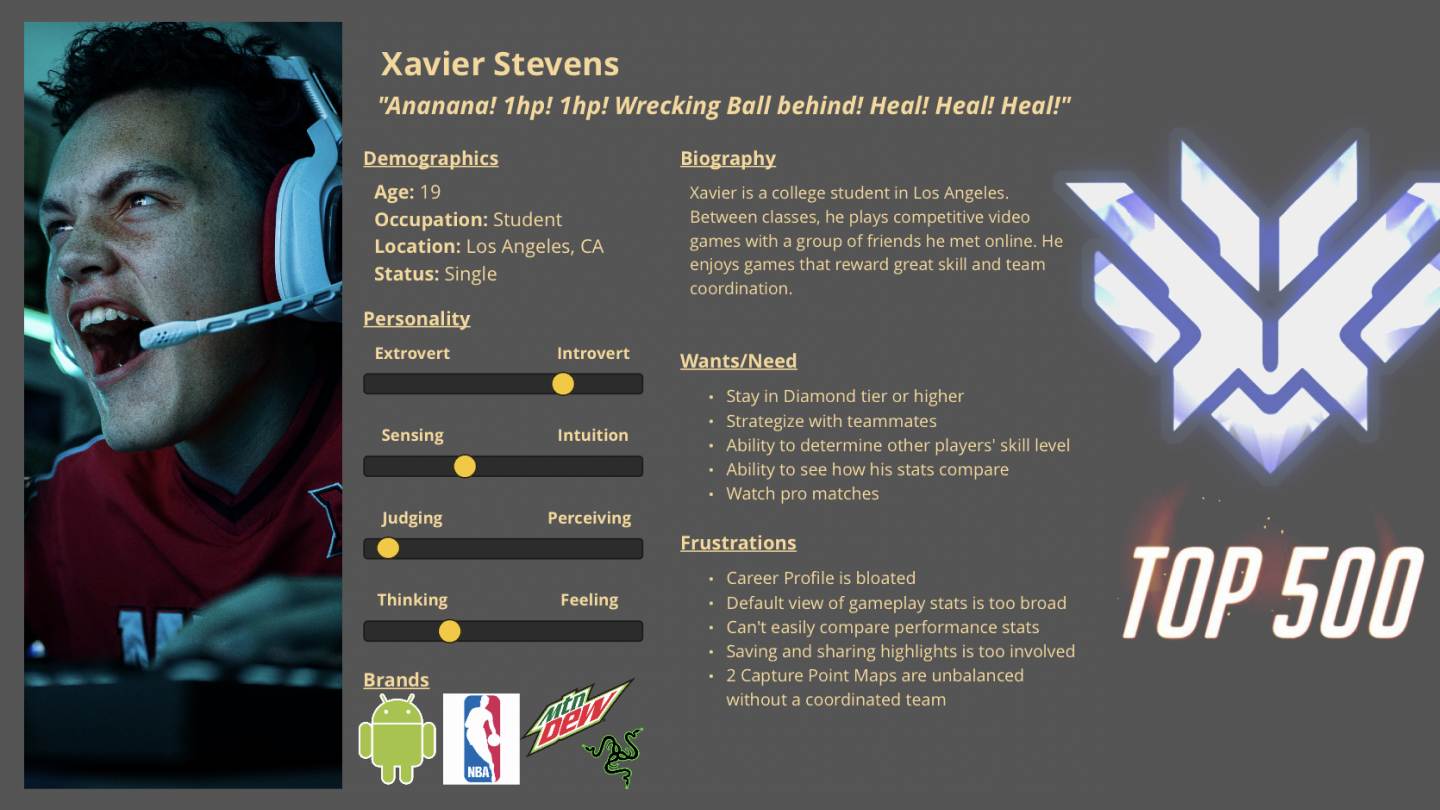 Xavier Stevens
"Ananana! 1hp! 1hp! Wrecking Ball behind! Heal! Heal! Heal!"
Demographics
Age: 19
Occupation: Student
Location: Los Angeles, CA
Status: Single
Personality
Extrovert Introvert
Sensing Intuition
Judging Perceiving
Thinking Feeling
Brands
NBA
Mtn
DEW
Biography
Xavier is a college student in Los Angeles.
Between classes, he plays competitive video
games with a group of friends he met online. He
enjoys games that reward great skill and team
coordination.
Wants/Need
• Stay in Diamond tier or higher
• Strategize with teammates
• Ability to determine other players' skill level
• Ability to see how his stats compare
• Watch pro matches
Frustrations
• Career Profile is bloated
• Default view of gameplay stats is too broad
• Can't easily compare performance stats
• Saving and sharing highlights is too involved
• 2 Capture Point Maps are unbalanced
without a coordinated team
TOP 500